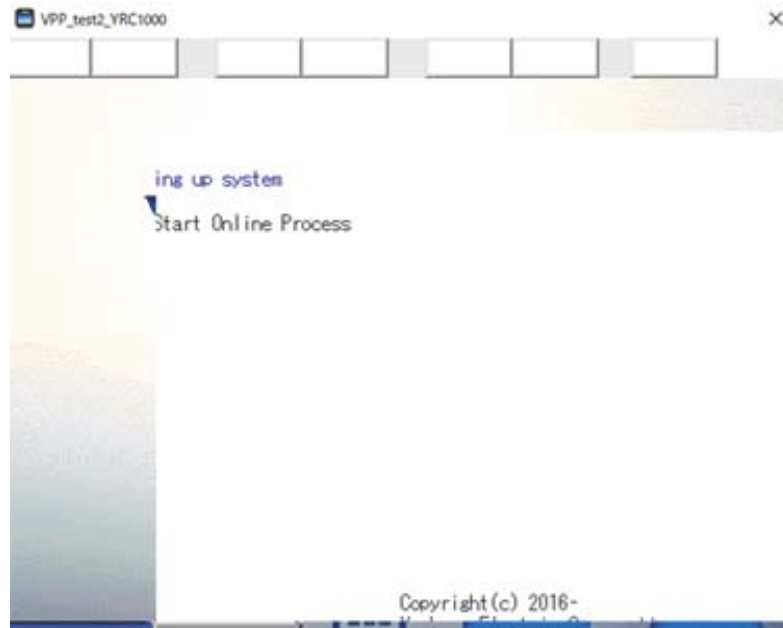 VPP_test2_YRC1000
ing up system
Start Online Process
Copyright(c) 2016-